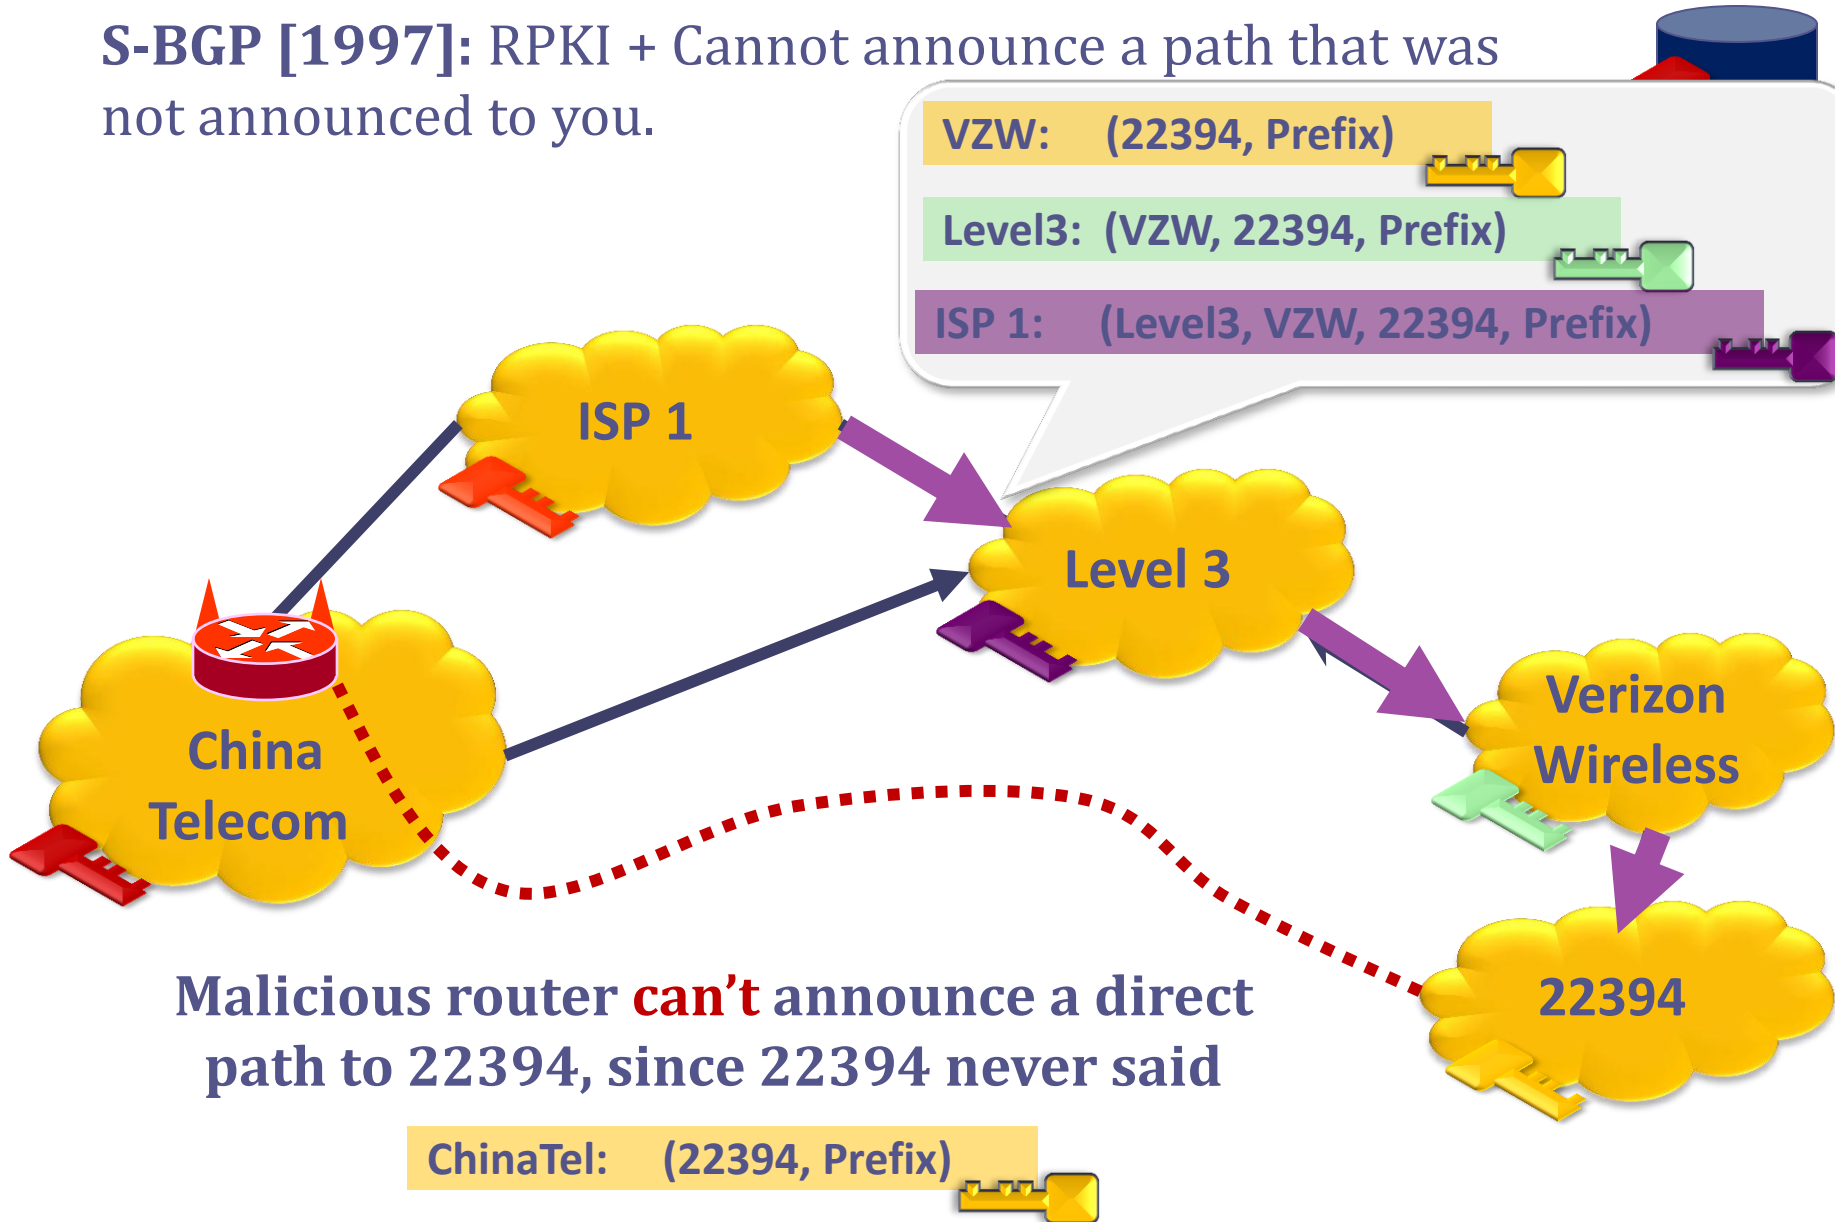 S-BGP [1997]: RPKI + Cannot announce a path that was
not announced to you.
VZW: (22394, Prefix)
Level3: (VZW, 22394, Prefix)
ISP 1: (Level3, VZW, 22394, Prefix)
ISP 1
Level 3
Verizon
Wireless
China
Telecom
22394
Malicious router can’t announce a direct
path to 22394, since 22394 never said
ChinaTel: (22394, Prefix)